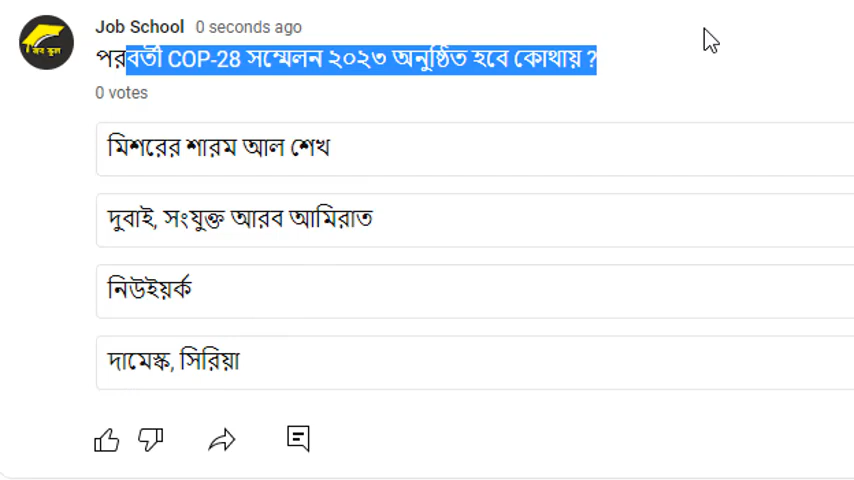 Job School 0 seconds ago
পরবর্তী COP-28 সম্মেলন ২০২৩ অনুষ্ঠিত হবে কোথায় ?
0 votes
মিশরের শারম আল শেখ
দুবাই, সংযুক্ত আরব আমিরাত
নিউইয়র্ক
দামেস্ক, সিরিয়া